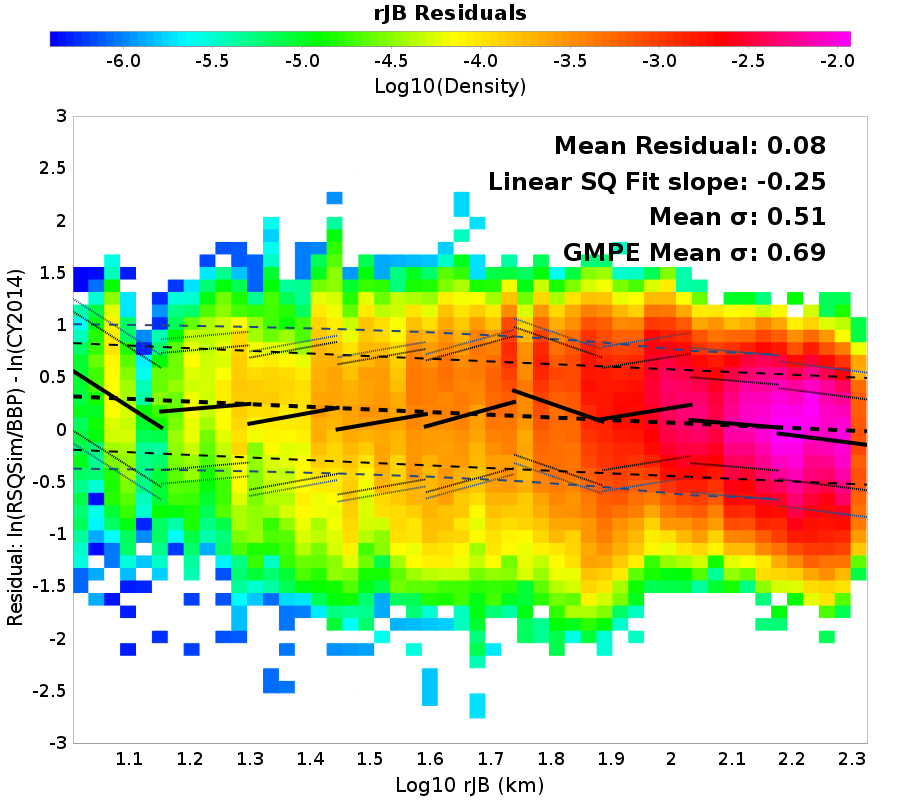 rJB Residuals
-6.0 -5.5 -5.0 -4.5 -4.0 -3.5 -3.0 -2.5 -2.0
Log10(Density)
Mean Residual: 0.08
Linear SQ Fit slope: -0.25
Mean σ: 0.51
GMPE Mean σ: 0.69
Residual: ln(RSQSim/BBP) - ln(CY2014)
3
2.5
2
1.5
1
0.5
0
-0.5
-1
-1.5
-2
-2.5
-3
1.1 1.2 1.3 1.4 1.5 1.6 1.7 1.8 1.9 2 2.1 2.2 2.3
Log10 rJB (km)